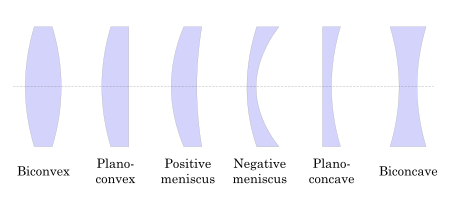 Biconvex
Plano-
convex
Positive
meniscus
Negative
meniscus
Plano-
concave
Biconcave